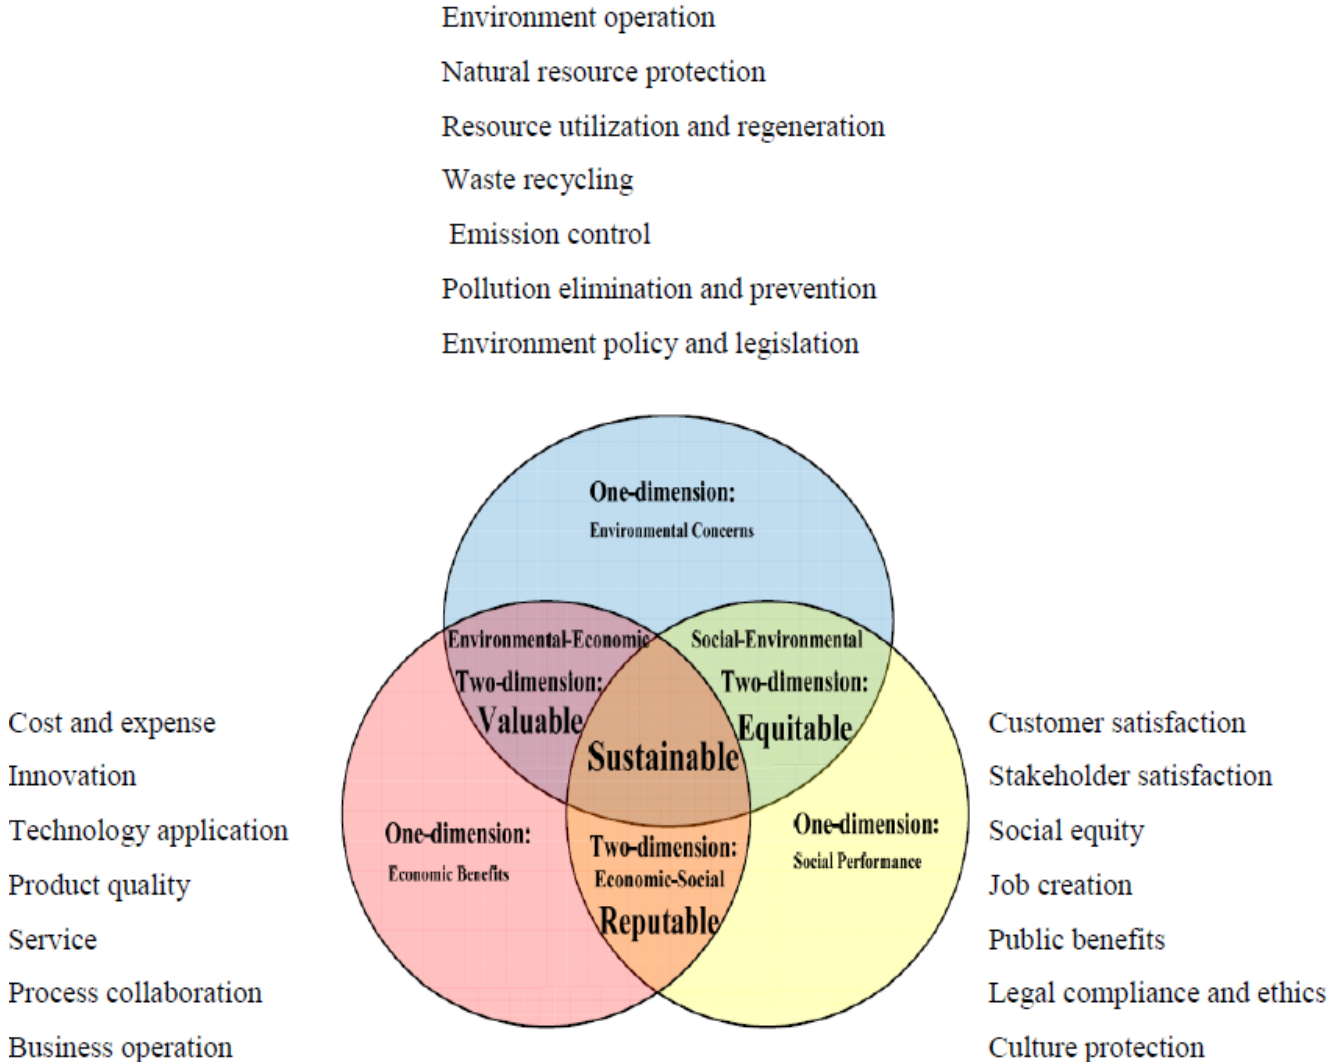 Environment operation
Natural resource protection
Resource utilization and regeneration
Waste recycling
Emission control
Pollution elimination and prevention
Environment policy and legislation
One-dimension:
Environmental Concerns
Environmental-Economic
Two-dimension:
Valuable
Social-Environmental
Two-dimension:
Equitable
Sustainable
One-dimension:
Economic Benefits
Two-dimension:
Economic-Social
Reputable
One-dimension:
Social Performance
Cost and expense
Innovation
Technology application
Product quality
Service
Process collaboration
Business operation
Customer satisfaction
Stakeholder satisfaction
Social equity
Job creation
Public benefits
Legal compliance and ethics
Culture protection